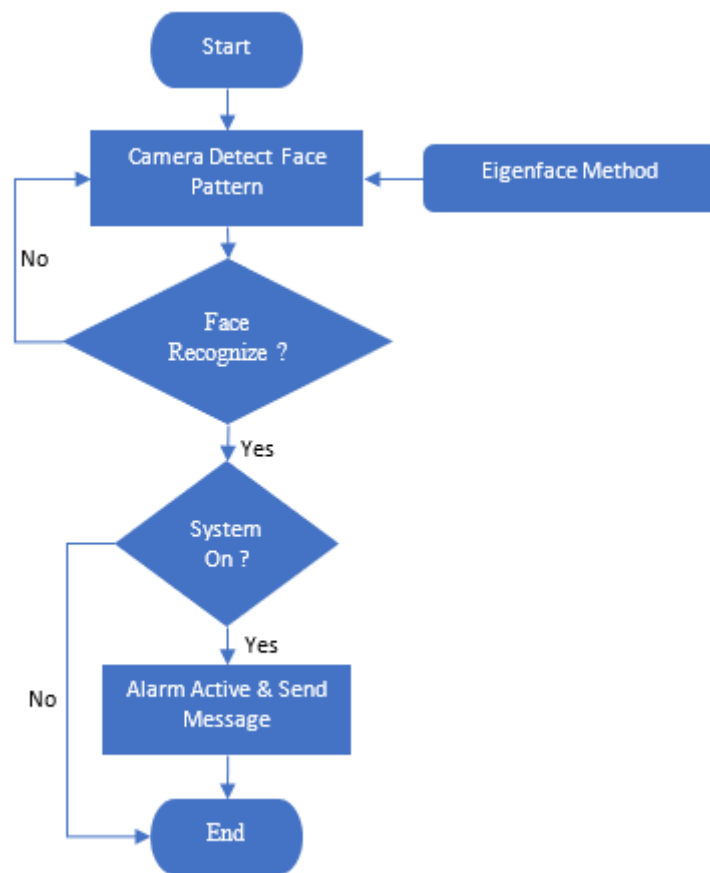 Start
Camera Detect Face
Pattern
Eigenface Method
No
Face
Recognize ?
Yes
System
On ?
Yes
No
Alarm Active & Send
Message
End